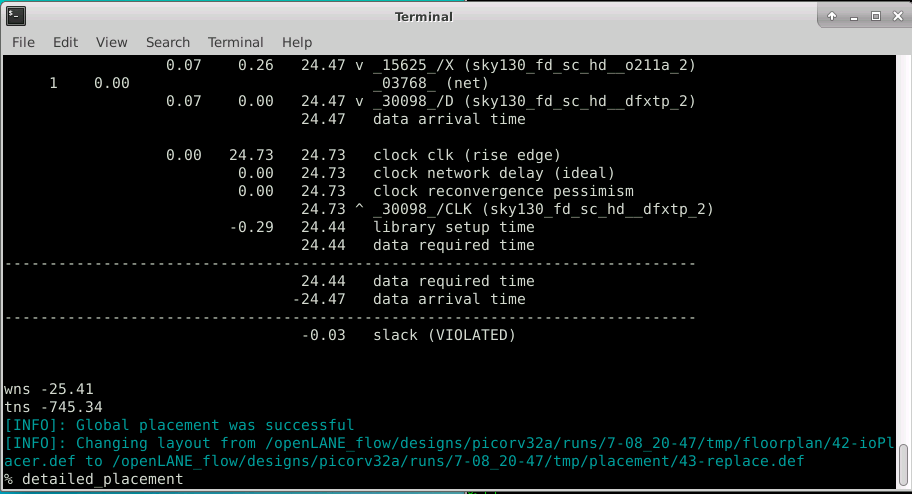 Terminal
File Edit View Search Terminal Help
0.07 0.26 24.47 v _15625_/X (sky130_fd_sc_hd__o211a_2)
1 0.00 _03768_ (net)
0.07 0.00 24.47 v _30098_/D (sky130_fd_sc_hd__dfxtp_2)
24.47 data arrival time
0.00 24.73 24.73 clock clk (rise edge)
0.00 24.73 clock network delay (ideal)
0.00 24.73 clock reconvergence pessimism
24.73 ^ _30098_/CLK (sky130_fd_sc_hd__dfxtp_2)
-0.29 24.44 library setup time
24.44 data required time
-----------------------------------------------------------------------------
24.44 data required time
-24.47 data arrival time
-----------------------------------------------------------------------------
-0.03 slack (VIOLATED)
wns -25.41
tns -745.34
[INFO]: Global placement was successful
[INFO]: Changing layout from /openLANE_flow/designs/picorv32a/runs/7-08_20-47/tmp/floorplan/42-ioPl
acer.def to /openLANE_flow/designs/picorv32a/runs/7-08_20-47/tmp/placement/43-replace.def
% detailed_placement